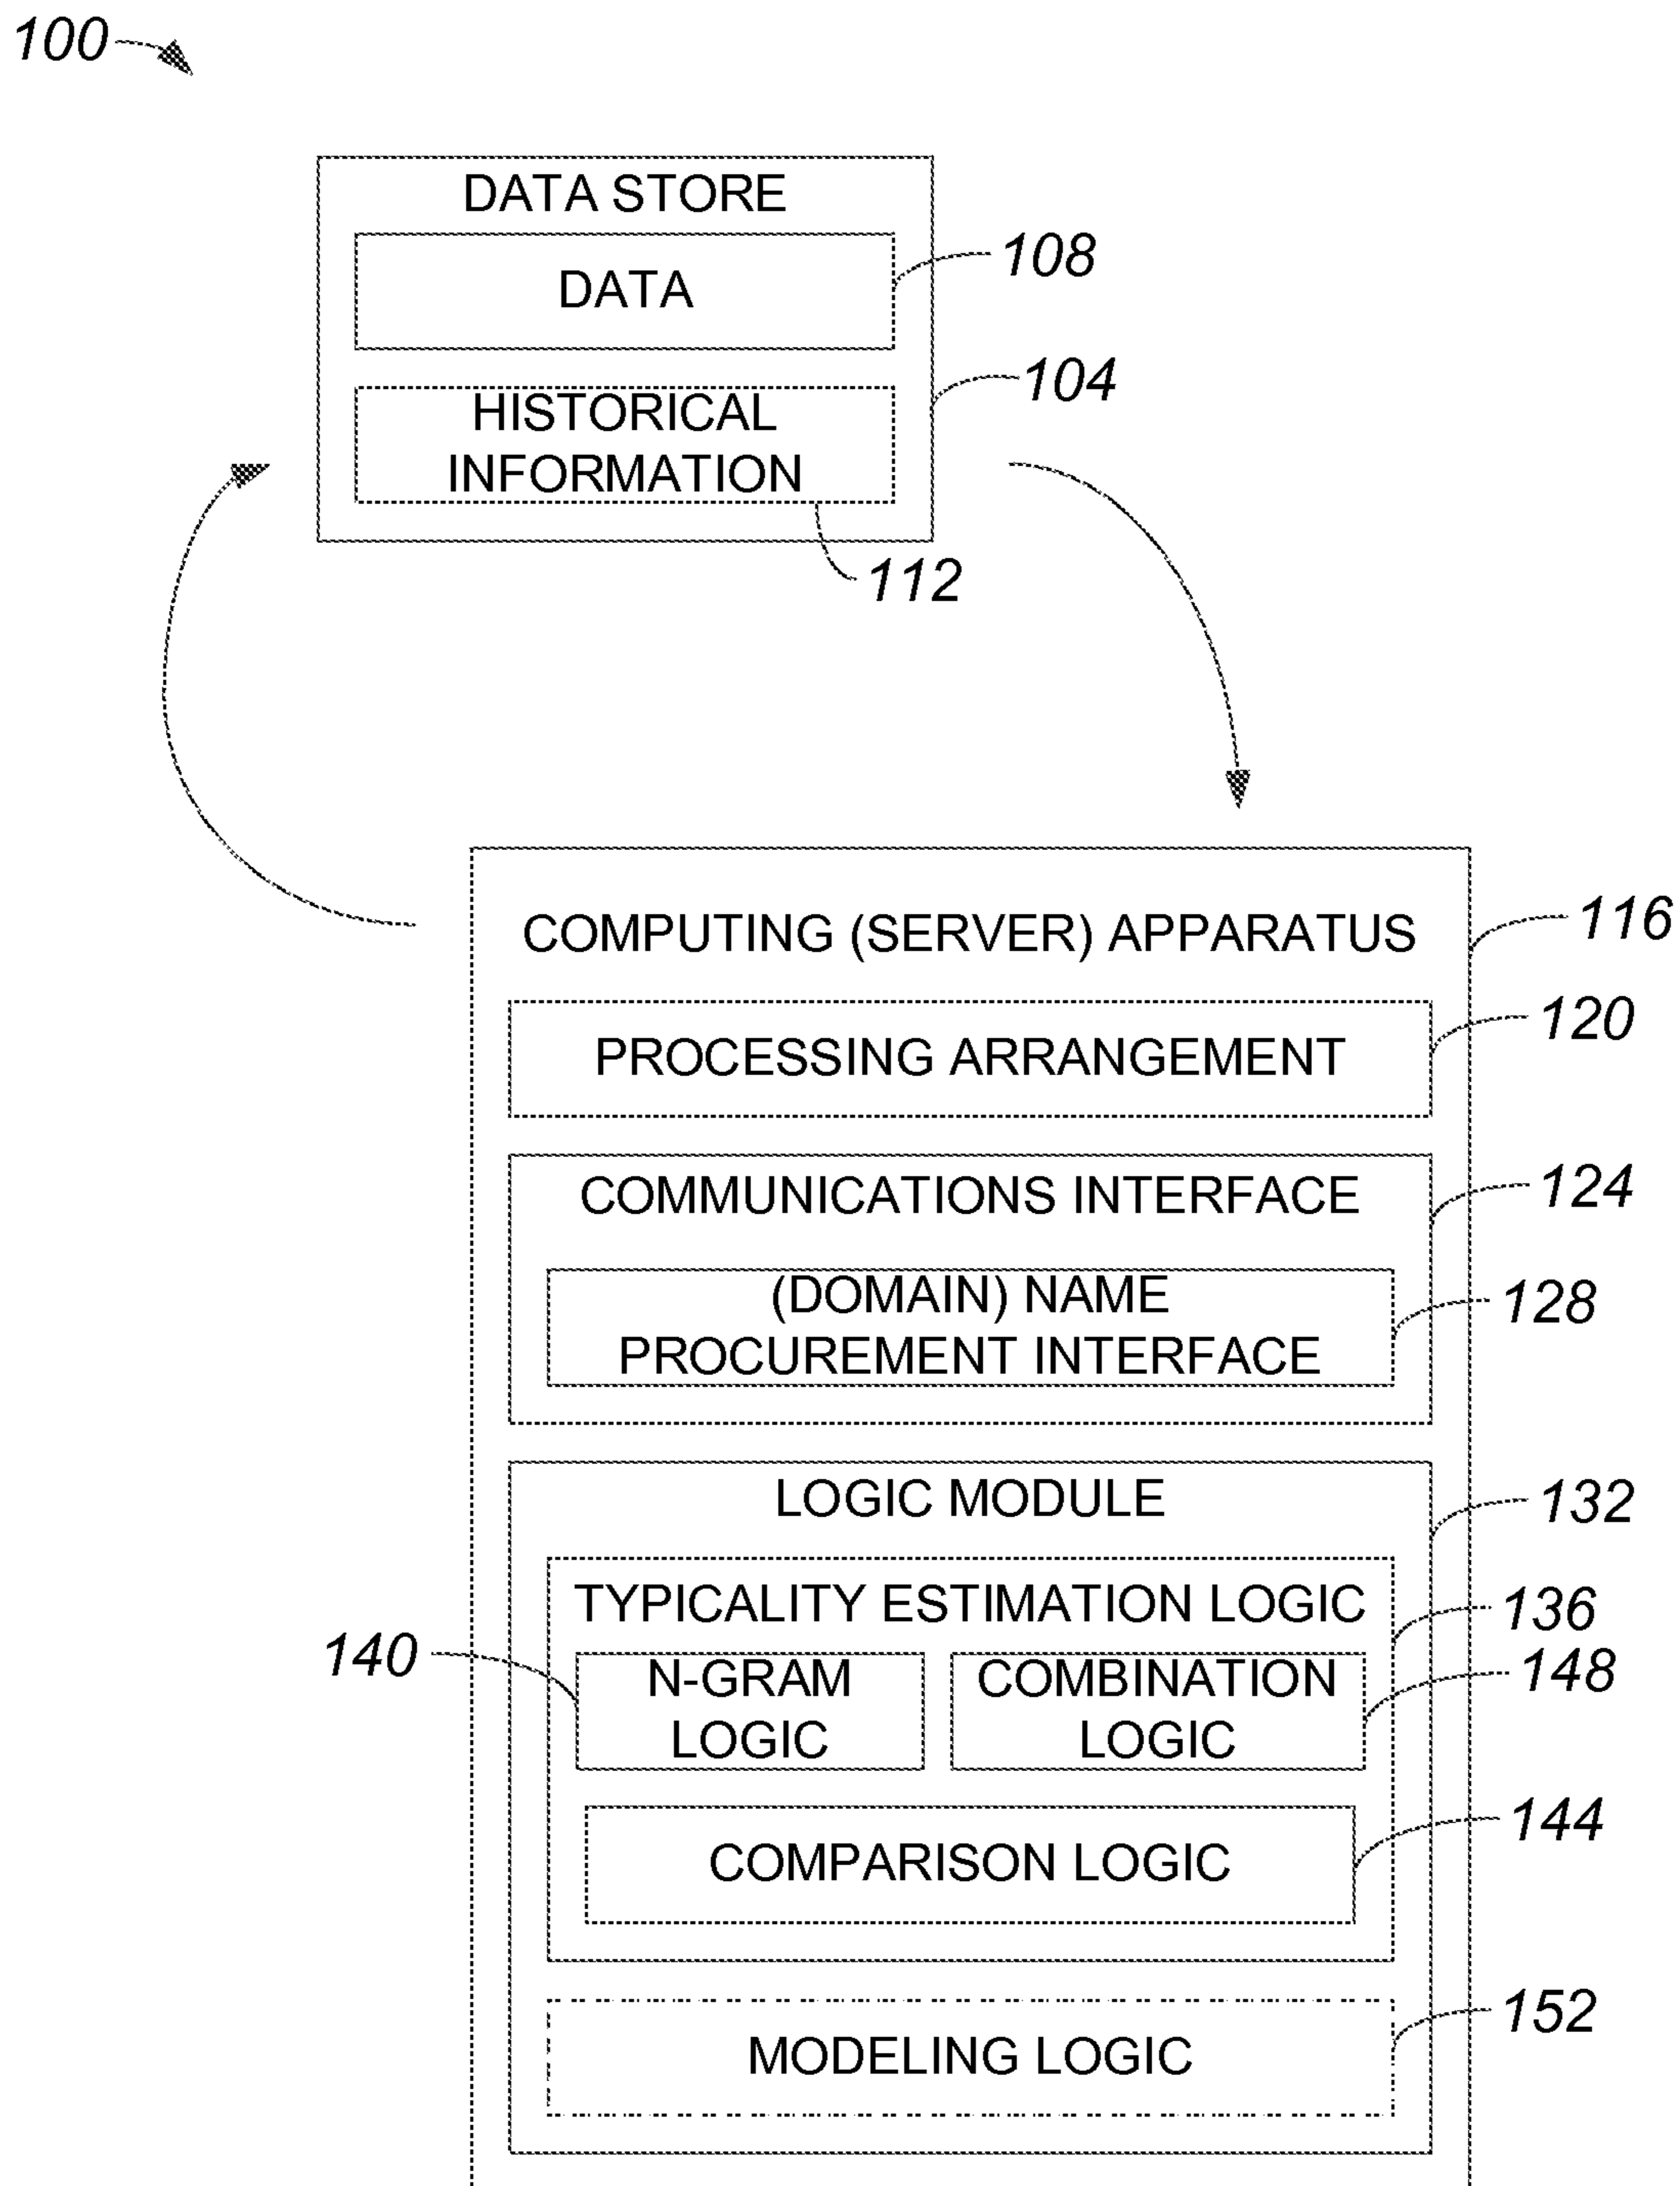 100
DATA STORE
DATA
108
HISTORICAL
INFORMATION
104
112
COMPUTING (SERVER) APPARATUS
116
PROCESSING ARRANGEMENT
120
COMMUNICATIONS INTERFACE
124
(DOMAIN) NAME
PROCUREMENT INTERFACE
128
LOGIC MODULE
132
TYPICALITY ESTIMATION LOGIC
136
140
N-GRAM
LOGIC
COMBINATION
LOGIC
148
COMPARISON LOGIC
144
MODELING LOGIC
152